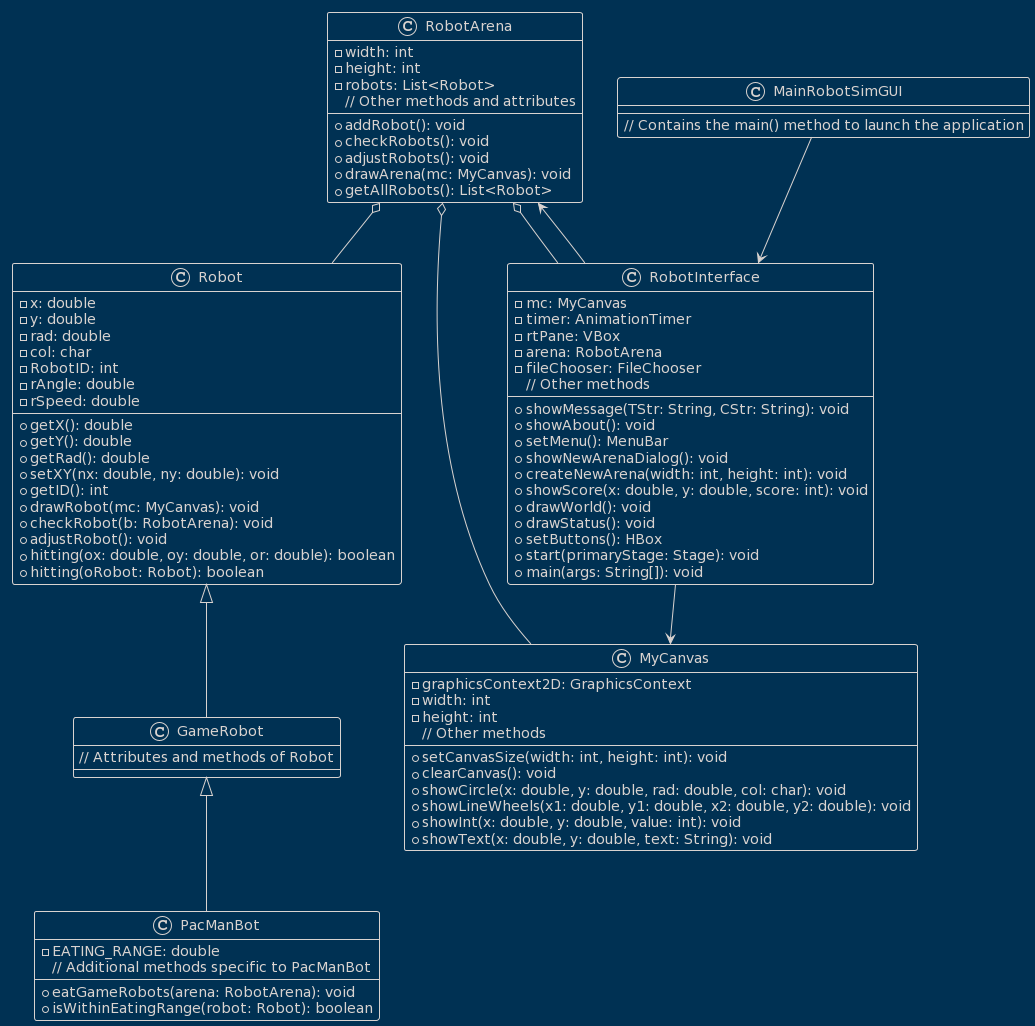 C RobotArena
width: int
height: int
robots: List<Robot>
// Other methods and attributes
addRobot(): void
checkRobots(): void
adjustRobots(): void
drawArena(mc: MyCanvas): void
getAllRobots(): List<Robot>
C MainRobotSimGUI
// Contains the main() method to launch the application
C Robot
x: double
y: double
rad: double
col: char
RobotID: int
rAngle: double
rSpeed: double
getX(): double
getY(): double
getRad(): double
setXY(nx: double, ny: double): void
getID(): int
drawRobot(mc: MyCanvas): void
checkRobot(b: RobotArena): void
adjustRobot(): void
hitting(ox: double, oy: double, or: double): boolean
hitting(oRobot: Robot): boolean
C RobotInterface
mc: MyCanvas
timer: AnimationTimer
rtPane: VBox
arena: RobotArena
fileChooser: FileChooser
// Other methods
showMessage(TStr: String, CStr: String): void
showAbout(): void
setMenu(): MenuBar
showNewArenaDialog(): void
createNewArena(width: int, height: int): void
showScore(x: double, y: double, score: int): void
drawWorld(): void
drawStatus(): void
setButtons(): HBox
start(primaryStage: Stage): void
main(args: String[]): void
C MyCanvas
graphicsContext2D: GraphicsContext
width: int
height: int
// Other methods
setCanvasSize(width: int, height: int): void
clearCanvas(): void
showCircle(x: double, y: double, rad: double, col: char): void
showLineWheels(x1: double, y1: double, x2: double, y2: double): void
showInt(x: double, y: double, value: int): void
showText(x: double, y: double, text: String): void
C GameRobot
// Attributes and methods of Robot
C PacManBot
EATING_RANGE: double
// Additional methods specific to PacManBot
eatGameRobots(arena: RobotArena): void
isWithinEatingRange(robot: Robot): boolean